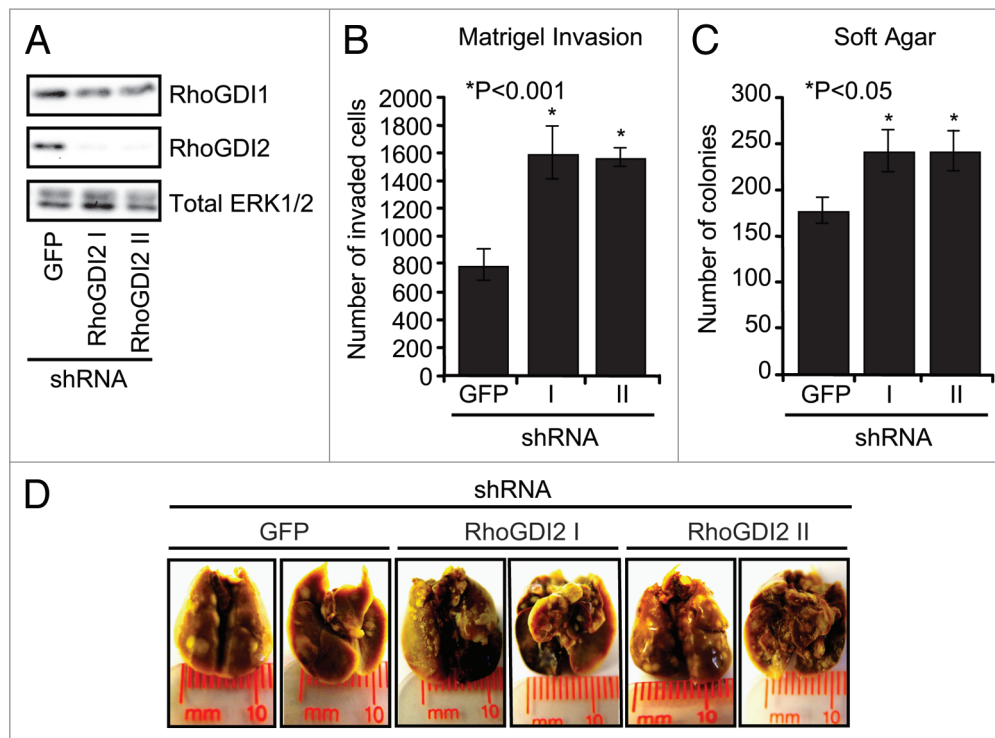 A
RhoGDI1
RhoGDI2
Total ERK1/2
GFP
RhoGDI2 I
RhoGDI2 II
shRNA
B
Matrigel Invasion
*P<0.001
Number of invaded cells
2000
1800
1600
1400
1200
1000
800
600
400
200
0
*
*
GFP
I
II
shRNA
C
Soft Agar
*P<0.05
Number of colonies
300
250
200
150
100
50
0
*
*
GFP
I
II
shRNA
D
shRNA
GFP
RhoGDI2 I
RhoGDI2 II
mm 10
mm 10
mm 10
mm 10
mm 10
mm 10